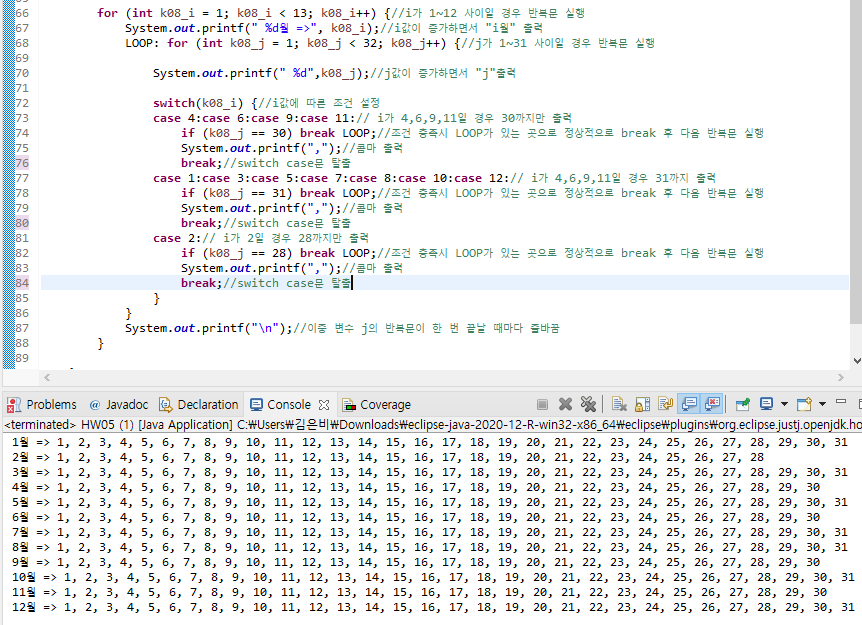 66 for (int k08_i = 1; k08_i < 13; k08_i++) {//i가 1~12 사이일 경우 반복문 실행
67 System.out.printf(" %d월 =>", k08_i);//i값이 증가하면서 "i월" 출력
68 LOOP: for (int k08_j = 1; k08_j < 32; k08_j++) {//j가 1~31 사이일 경우 반복문 실행
69
70 System.out.printf(" %d",k08_j);//j값이 증가하면서 "j"출력
71
72 switch(k08_i) {//i값에 따른 조건 설정
73 case 4:case 6:case 9:case 11:// i가 4,6,9,11일 경우 30까지만 출력
74 if (k08_j == 30) break LOOP;//조건 충족시 LOOP가 있는 곳으로 정상적으로 break 후 다음 반복문 실행
75 System.out.printf(",");//콤마 출력
76 break;//switch case문 탈출
77 case 1:case 3:case 5:case 7:case 8:case 10:case 12:// i가 4,6,9,11일 경우 31까지 출력
78 if (k08_j == 31) break LOOP;//조건 충족시 LOOP가 있는 곳으로 정상적으로 break 후 다음 반복문 실행
79 System.out.printf(",");//콤마 출력
80 break;//switch case문 탈출
81 case 2:// i가 2일 경우 28까지만 출력
82 if (k08_j == 28) break LOOP;//조건 충족시 LOOP가 있는 곳으로 정상적으로 break 후 다음 반복문 실행
83 System.out.printf(",");//콤마 출력
84 break;//switch case문 탈출
85 }
86 }
87 System.out.printf("\n");//이중 변수 j의 반복문이 한 번 끝날 때마다 줄바꿈
88 }
89
Problems @ Javadoc Declaration Console Coverage
<terminated> HW05 (1) [Java Application] C:₩Users₩김은비₩Downloads₩eclipse-java-2020-12-R-win32-x86_64₩eclipse₩plugins₩org.eclipse.justj.openjdk.ho
1월 => 1, 2, 3, 4, 5, 6, 7, 8, 9, 10, 11, 12, 13, 14, 15, 16, 17, 18, 19, 20, 21, 22, 23, 24, 25, 26, 27, 28, 29, 30, 31
2월 => 1, 2, 3, 4, 5, 6, 7, 8, 9, 10, 11, 12, 13, 14, 15, 16, 17, 18, 19, 20, 21, 22, 23, 24, 25, 26, 27, 28
3월 => 1, 2, 3, 4, 5, 6, 7, 8, 9, 10, 11, 12, 13, 14, 15, 16, 17, 18, 19, 20, 21, 22, 23, 24, 25, 26, 27, 28, 29, 30, 31
4월 => 1, 2, 3, 4, 5, 6, 7, 8, 9, 10, 11, 12, 13, 14, 15, 16, 17, 18, 19, 20, 21, 22, 23, 24, 25, 26, 27, 28, 29, 30
5월 => 1, 2, 3, 4, 5, 6, 7, 8, 9, 10, 11, 12, 13, 14, 15, 16, 17, 18, 19, 20, 21, 22, 23, 24, 25, 26, 27, 28, 29, 30, 31
6월 => 1, 2, 3, 4, 5, 6, 7, 8, 9, 10, 11, 12, 13, 14, 15, 16, 17, 18, 19, 20, 21, 22, 23, 24, 25, 26, 27, 28, 29, 30
7월 => 1, 2, 3, 4, 5, 6, 7, 8, 9, 10, 11, 12, 13, 14, 15, 16, 17, 18, 19, 20, 21, 22, 23, 24, 25, 26, 27, 28, 29, 30, 31
8월 => 1, 2, 3, 4, 5, 6, 7, 8, 9, 10, 11, 12, 13, 14, 15, 16, 17, 18, 19, 20, 21, 22, 23, 24, 25, 26, 27, 28, 29, 30, 31
9월 => 1, 2, 3, 4, 5, 6, 7, 8, 9, 10, 11, 12, 13, 14, 15, 16, 17, 18, 19, 20, 21, 22, 23, 24, 25, 26, 27, 28, 29, 30
10월 => 1, 2, 3, 4, 5, 6, 7, 8, 9, 10, 11, 12, 13, 14, 15, 16, 17, 18, 19, 20, 21, 22, 23, 24, 25, 26, 27, 28, 29, 30, 31
11월 => 1, 2, 3, 4, 5, 6, 7, 8, 9, 10, 11, 12, 13, 14, 15, 16, 17, 18, 19, 20, 21, 22, 23, 24, 25, 26, 27, 28, 29, 30
12월 => 1, 2, 3, 4, 5, 6, 7, 8, 9, 10, 11, 12, 13, 14, 15, 16, 17, 18, 19, 20, 21, 22, 23, 24, 25, 26, 27, 28, 29, 30, 31